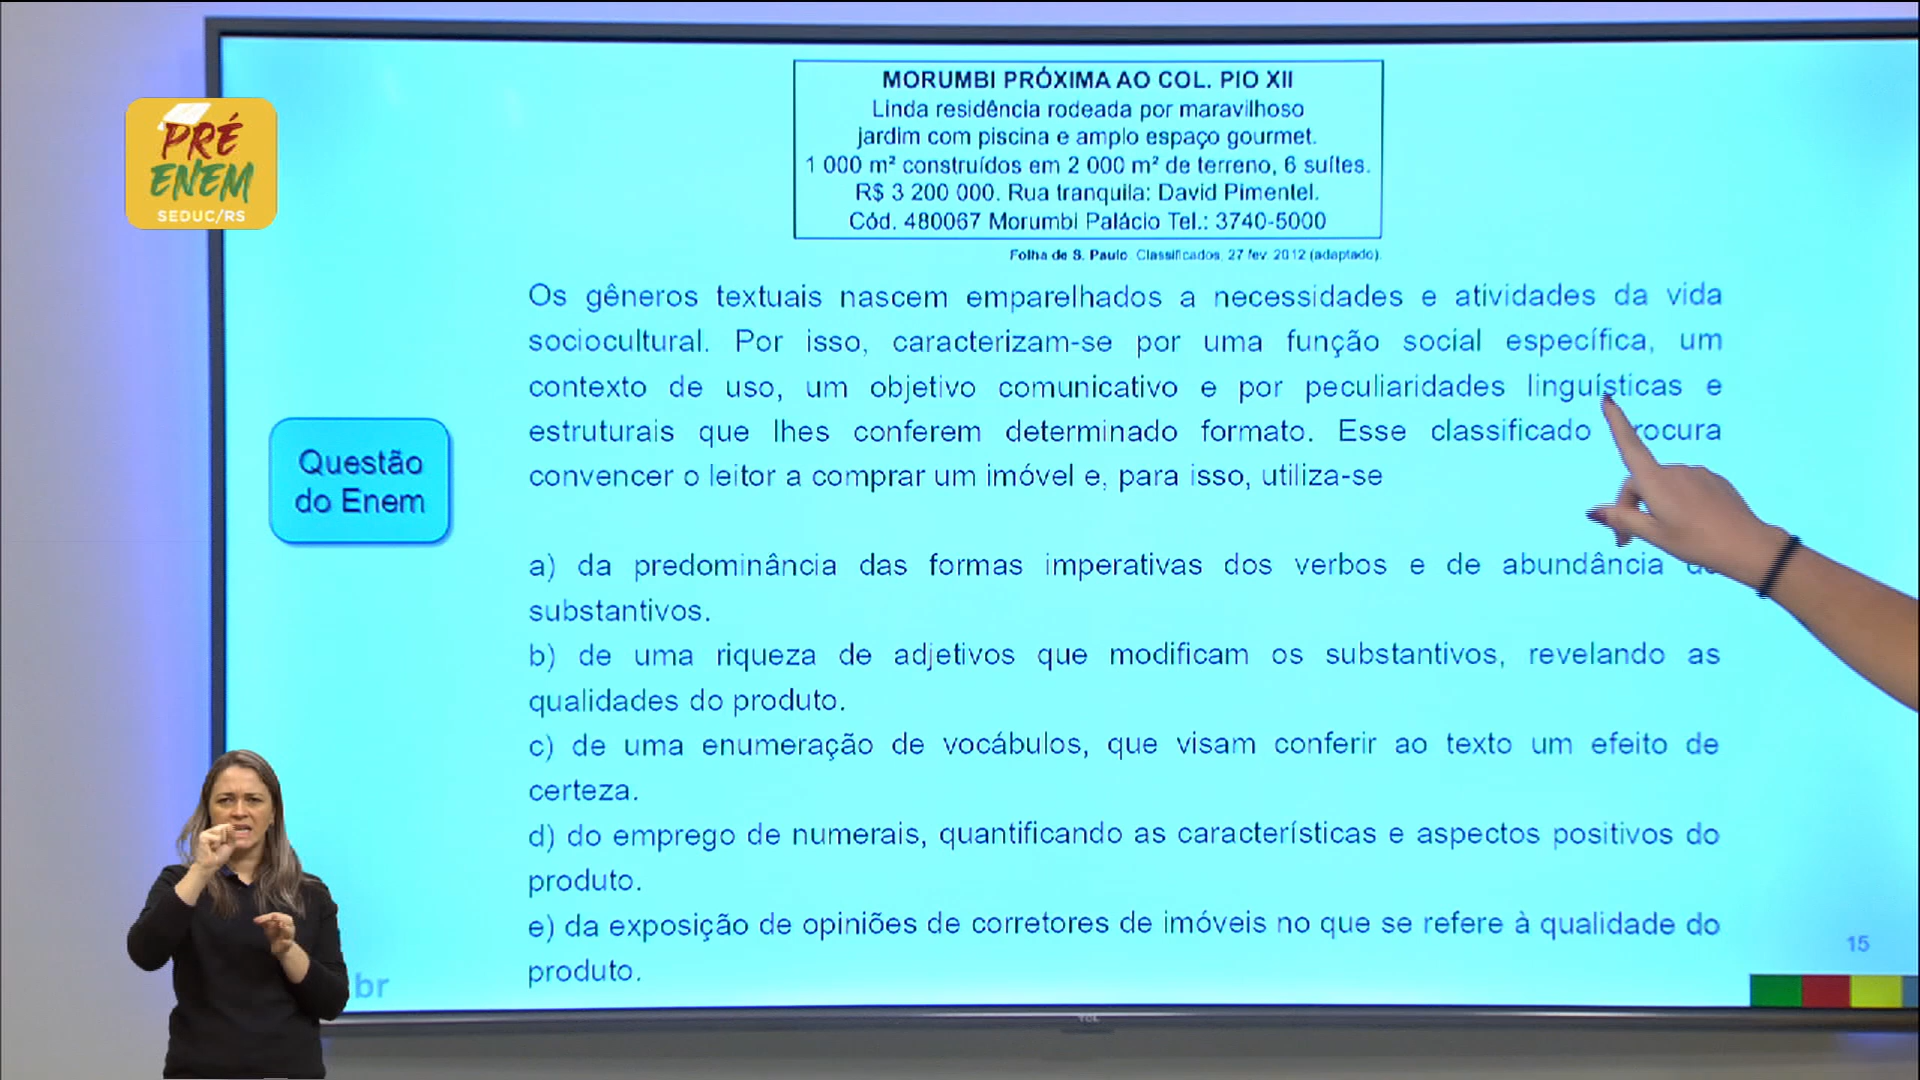 PRÉ
ENEM
SEDUC/RS
MORUMBI PRÓXIMA AO COL. PIO XII
Linda residência rodeada por maravilhoso
jardim com piscina e amplo espaço gourmet.
1 000 m² construídos em 2 000 m² de terreno, 6 suítes.
R$ 3 200 000. Rua tranquila: David Pimentel.
Cód. 480067 Morumbi Palácio Tel.: 3740-5000
Folha de S. Paulo. Classificados, 27 fev. 2012 (adaptado).
Os gêneros textuais nascem emparelhados a necessidades e atividades da vida
sociocultural. Por isso, caracterizam-se por uma função social específica, um
contexto de uso, um objetivo comunicativo e por peculiaridades linguísticas e
estruturais que lhes conferem determinado formato. Esse classificado rocura
convencer o leitor a comprar um imóvel e, para isso, utiliza-se
Questão
do Enem
a) da predominância das formas imperativas dos verbos e de abundância
substantivos.
b) de uma riqueza de adjetivos que modificam os substantivos, revelando as
qualidades do produto.
c) de uma enumeração de vocábulos, que visam conferir ao texto um efeito de
certeza.
d) do emprego de numerais, quantificando as características e aspectos positivos do
produto.
e) da exposição de opiniões de corretores de imóveis no que se refere à qualidade do
produto.
15
br
TCL